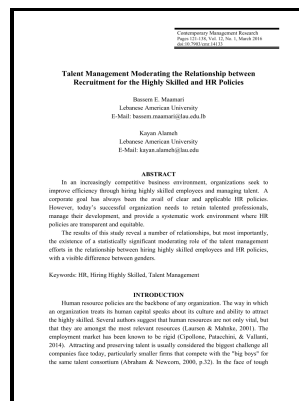 Contemporary Management Research
Pages 121-138, Vol. 12, No. 1, March 2016
doi:10.7903/cmr.14133
Talent Management Moderating the Relationship between
Recruitment for the Highly Skilled and HR Policies
Bassem E. Maamari
Lebanese American University
E-Mail: bassem.maamari@lau.edu.lb
Kayan Alameh
Lebanese American University
E-Mail: kayan.alameh@lau.edu
ABSTRACT
In an increasingly competitive business environment, organizations seek to
improve efficiency through hiring highly skilled employees and managing talent. A
corporate goal has always been the avail of clear and applicable HR policies.
However, today's successful organization needs to retain talented professionals,
manage their development, and provide a systematic work environment where HR
policies are transparent and equitable.
The results of this study reveal a number of relationships, but most importantly,
the existence of a statistically significant moderating role of the talent management
efforts in the relationship between hiring highly skilled employees and HR policies,
with a visible difference between genders.
Keywords: HR, Hiring Highly Skilled, Talent Management
INTRODUCTION
Human resource policies are the backbone of any organization. The way in which
an organization treats its human capital speaks about its culture and ability to attract
the highly skilled. Several authors suggest that human resources are not only vital, but
that they are amongst the most relevant resources (Laursen & Mahnke, 2001). The
employment market has been known to be rigid (Cipollone, Patacchini, & Vallanti,
2014). Attracting and preserving talent is usually considered the biggest challenge all
companies face today, particularly smaller firms that compete with the "big boys" for
the same talent consortium (Abraham & Newcorn, 2000, p.32). In the face of tough